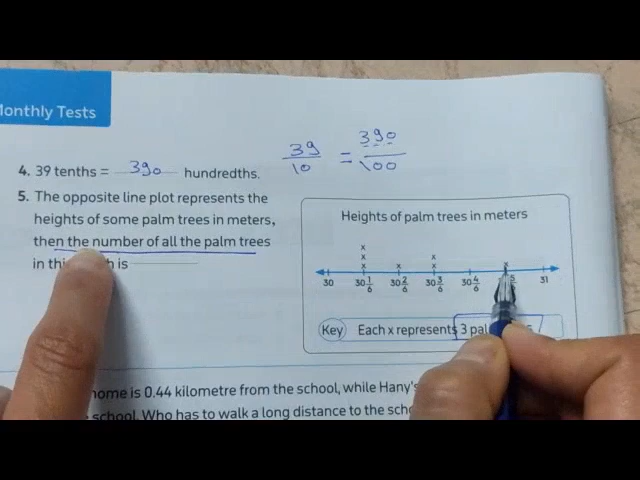 Monthly Tests
4. 39 tenths = 390 hundredths.
39/10 = 390/100
5. The opposite line plot represents the
heights of some palm trees in meters,
then the number of all the palm trees
in is
Heights of palm trees in meters
x
x x
x x x x
30 30 1/6 30 2/6 30 3/6 30 4/6 5 31
Key Each x represents 3
home is 0.44 kilometre from the school, while Hany's
school. Who has to walk a long distance to the